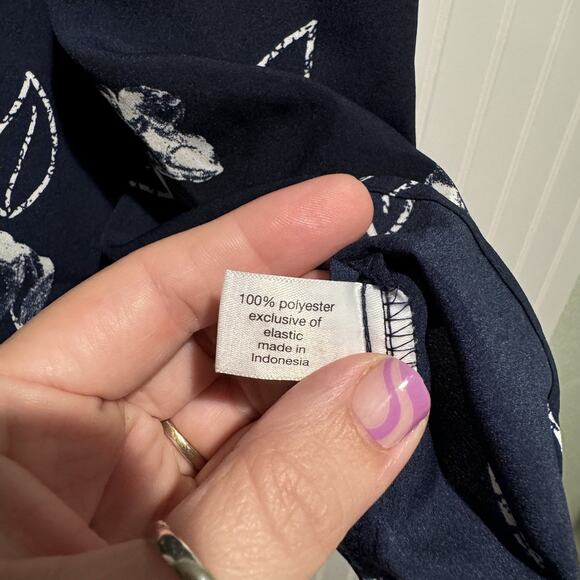 100% polyester
exclusive of
elastic
made in
Indonesia